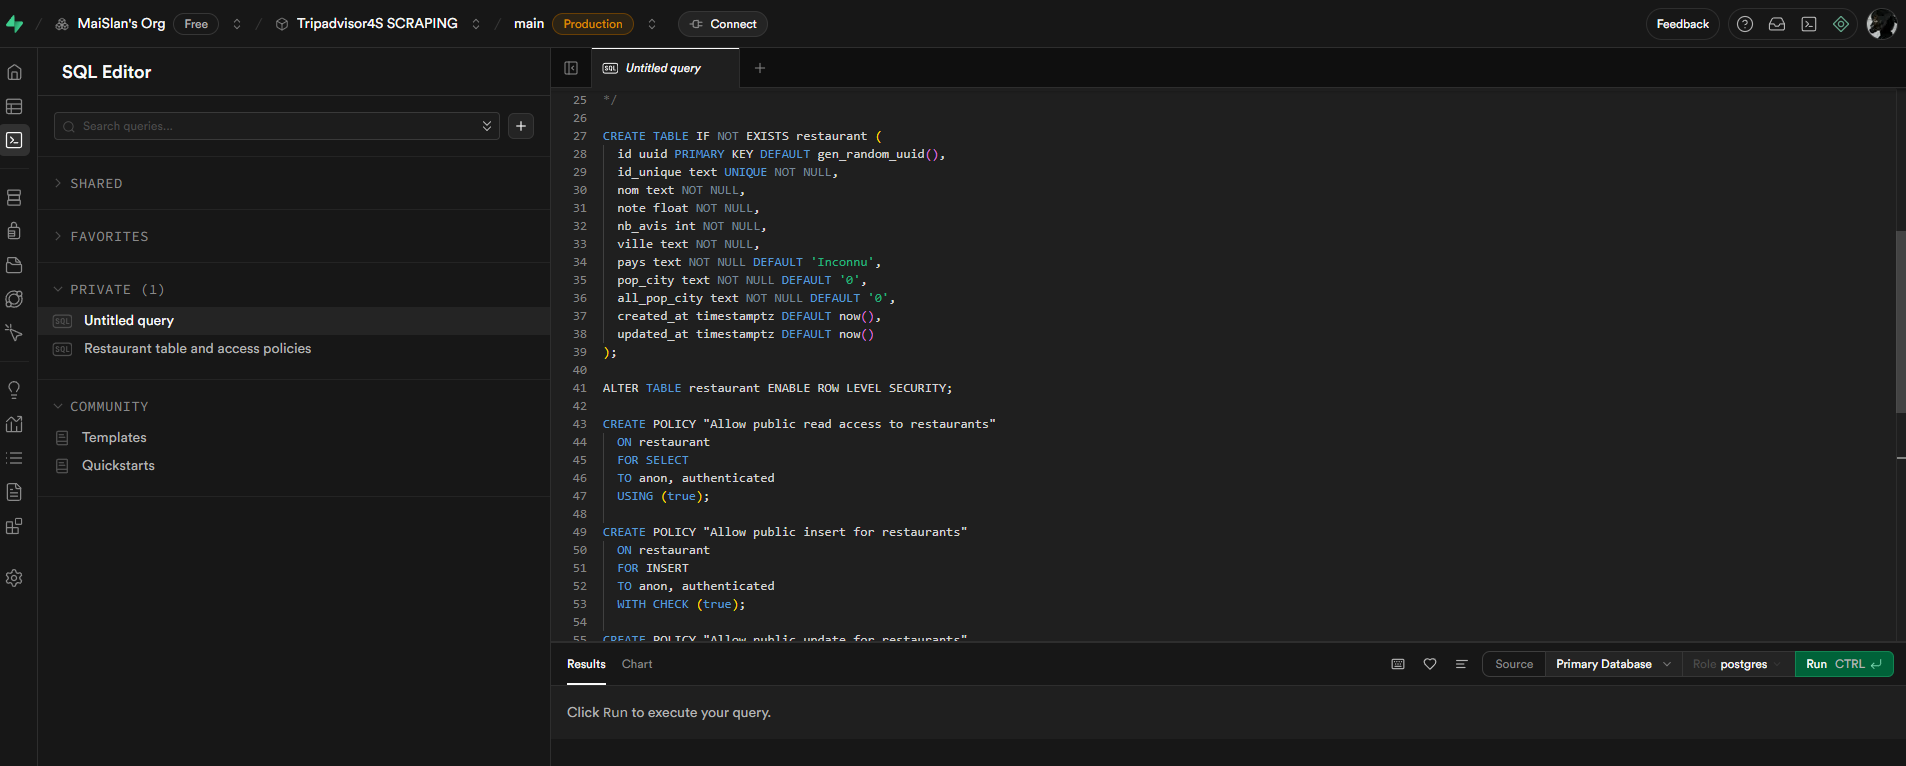 MaiSlan's Org Free / Tripadvisor4S SCRAPING / main Production Connect Feedback
SQL Editor
Search queries...
SHARED
FAVORITES
PRIVATE (1)
SQL Untitled query
SQL Restaurant table and access policies
COMMUNITY
Templates
Quickstarts
SQL Untitled query
25 */
26
27 CREATE TABLE IF NOT EXISTS restaurant (
28 id uuid PRIMARY KEY DEFAULT gen_random_uuid(),
29 id_unique text UNIQUE NOT NULL,
30 nom text NOT NULL,
31 note float NOT NULL,
32 nb_avis int NOT NULL,
33 ville text NOT NULL,
34 pays text NOT NULL DEFAULT 'Inconnu',
35 pop_city text NOT NULL DEFAULT '0',
36 all_pop_city text NOT NULL DEFAULT '0',
37 created_at timestamptz DEFAULT now(),
38 updated_at timestamptz DEFAULT now()
39 );
40
41 ALTER TABLE restaurant ENABLE ROW LEVEL SECURITY;
42
43 CREATE POLICY "Allow public read access to restaurants"
44 ON restaurant
45 FOR SELECT
46 TO anon, authenticated
47 USING (true);
48
49 CREATE POLICY "Allow public insert for restaurants"
50 ON restaurant
51 FOR INSERT
52 TO anon, authenticated
53 WITH CHECK (true);
54
55 CREATE POLICY "Allow public update for restaurants"
Results Chart Source Primary Database Role postgres Run CTRL
Click Run to execute your query.